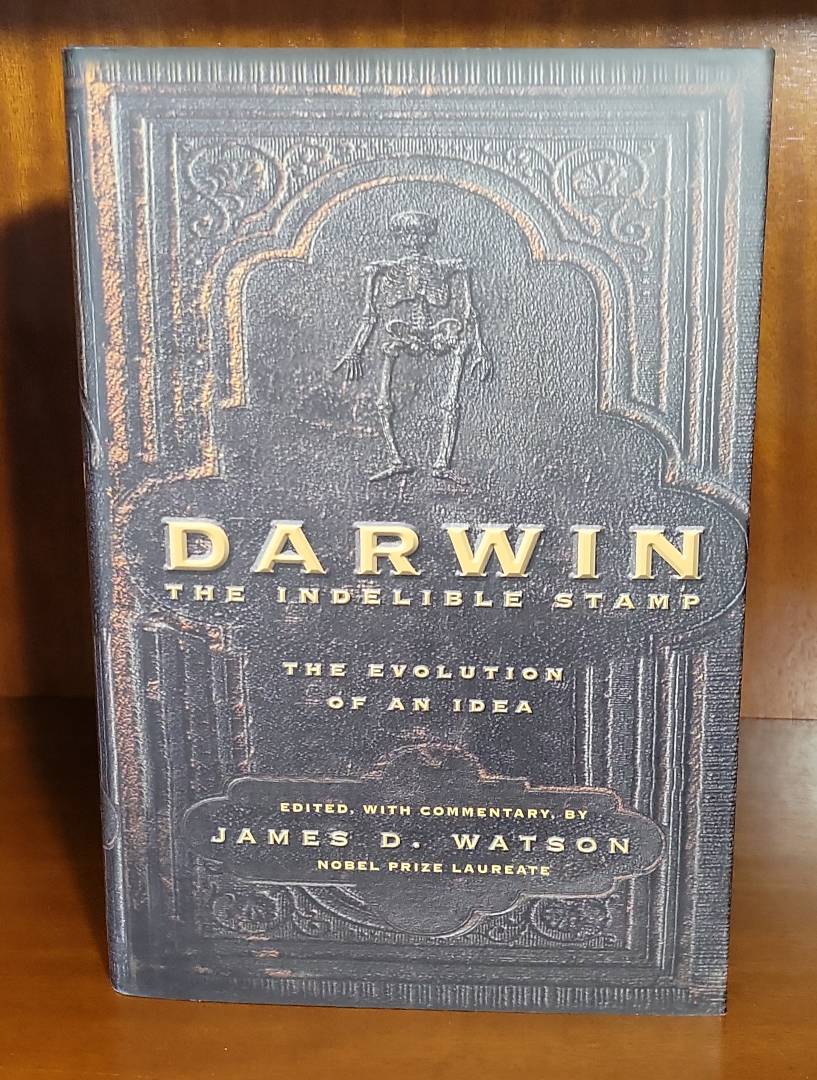 DARWIN
THE INDELIBLE STAMP
THE EVOLUTION
OF AN IDEA
EDITED, WITH COMMENTARY, BY
JAMES D. WATSON
NOBEL PRIZE LAUREATE